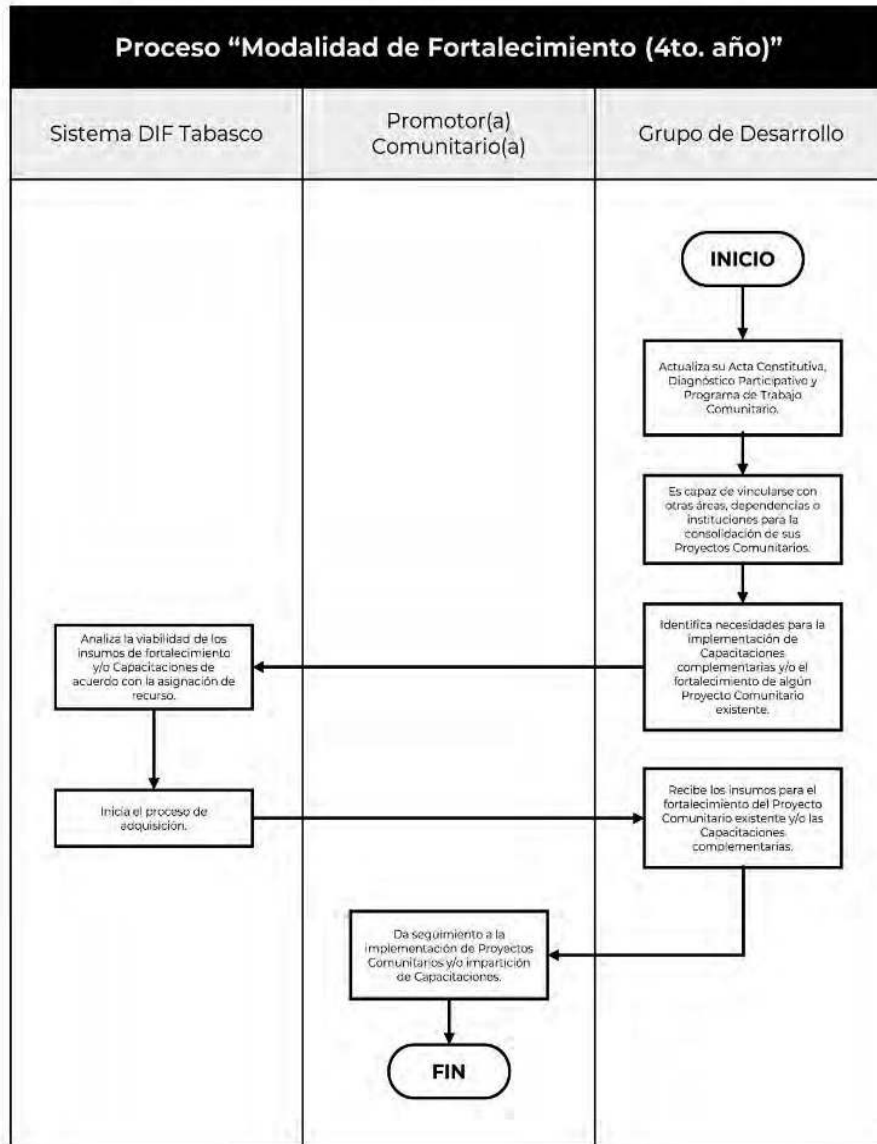 Proceso “Modalidad de Fortalecimiento (4to. año)”
Sistema DIF Tabasco
Promotor(a)
Comunitario(a)
Grupo de Desarrollo
INICIO
Actualiza su Acta Constitutiva,
Diagnóstico Participativo y
Programa de Trabajo
Comunitario.
Es capaz de vincularse con
otras áreas, dependencias o
instituciones para la
consolidación de sus
Proyectos Comunitarios.
Identifica necesidades para la
implementación de
Capacitaciones
complementarias y/o el
fortalecimiento de algún
Proyecto Comunitario
existente.
Analiza la viabilidad de los
insumos de fortalecimiento
y/o Capacitaciones de
acuerdo con la asignación de
recurso.
Inicia el proceso de
adquisición.
Recibe los insumos para el
fortalecimiento del Proyecto
Comunitario existente y/o las
Capacitaciones
complementarias.
Da seguimiento a la
implementación de Proyectos
Comunitarios y/o impartición
de Capacitaciones.
FIN